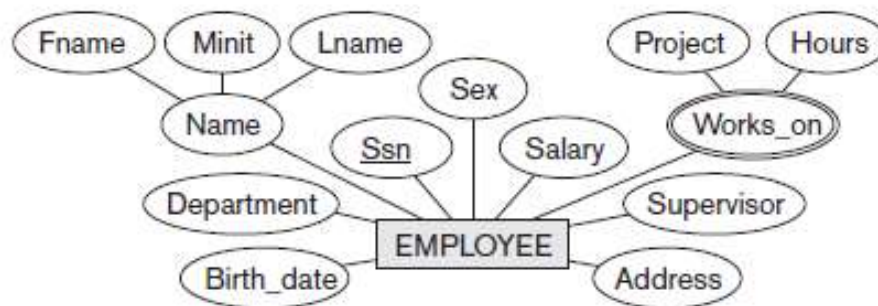 Fname
Minit
Lname
Project
Hours
Sex
Name
Works_on
Ssn
Salary
Department
Supervisor
EMPLOYEE
Birth_date
Address